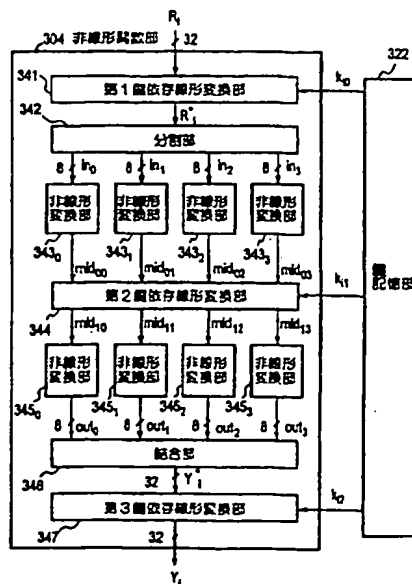 Ri
304 非線形関数部
32
322
341
第1鍵依存線形変換部
ki0
342
R*i
分割部
8 in0 8 in1 8 in2 8 in3
非線形変換部 非線形変換部 非線形変換部 非線形変換部
3430 3431 3432 3433
mid00 mid01 mid02 mid03
第2鍵依存線形変換部
ki1
鍵記憶部
344
mid10 mid11 mid12 mid13
非線形変換部 非線形変換部 非線形変換部 非線形変換部
3450 3451 3452 3453
8 out0 8 out1 8 out2 8 out3
結合部
346
32 Y*i
第3鍵依存線形変換部
ki2
347
32
Yi